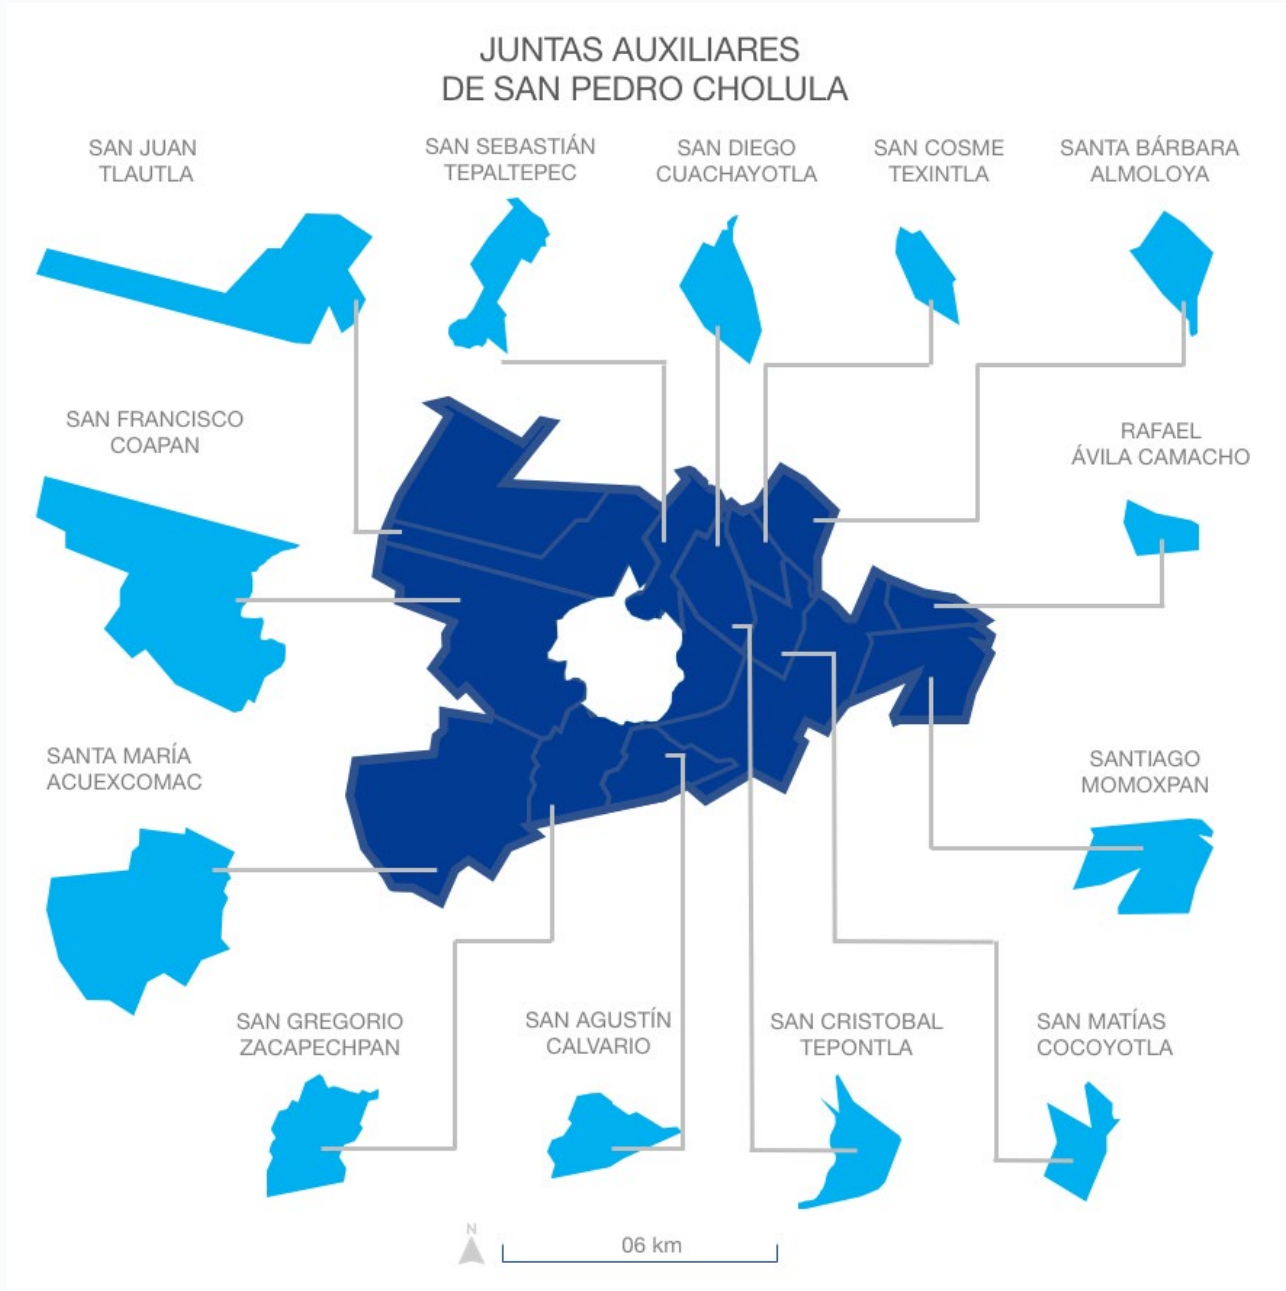 JUNTAS AUXILIARES
DE SAN PEDRO CHOLULA
SAN JUAN
TLAUTLA
SAN SEBASTIÁN
TEPALTEPEC
SAN DIEGO
CUACHAYOTLA
SAN COSME
TEXINTLA
SANTA BÁRBARA
ALMOLOYA
SAN FRANCISCO
COAPAN
RAFAEL
ÁVILA CAMACHO
SANTA MARÍA
ACUEXCOMAC
SANTIAGO
MOMOXPAN
SAN GREGORIO
ZACAPECHPAN
SAN AGUSTÍN
CALVARIO
SAN CRISTOBAL
TEPONTLA
SAN MATÍAS
COCOYOTLA
N
06 km